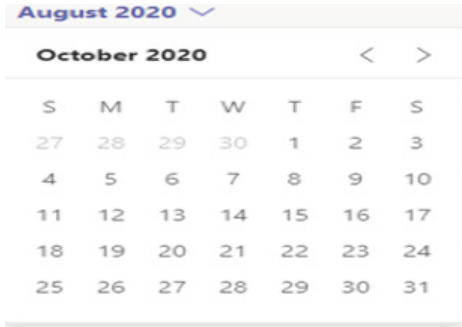 August 2020
October 2020 < >
S M T W T F S
27 28 29 30 1 2 3
4 5 6 7 8 9 10
11 12 13 14 15 16 17
18 19 20 21 22 23 24
25 26 27 28 29 30 31